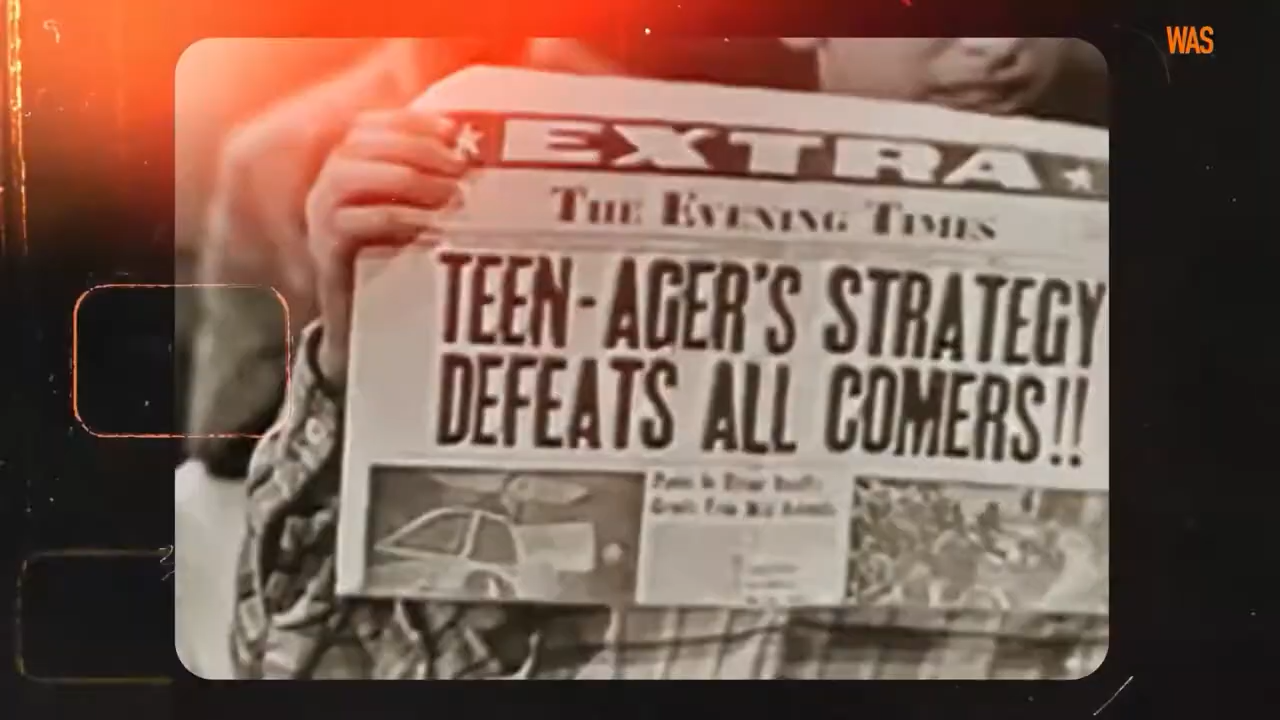 WAS
EXTRA
THE EVENING TIMES
TEEN-AGER'S STRATEGY
DEFEATS ALL COMERS!!